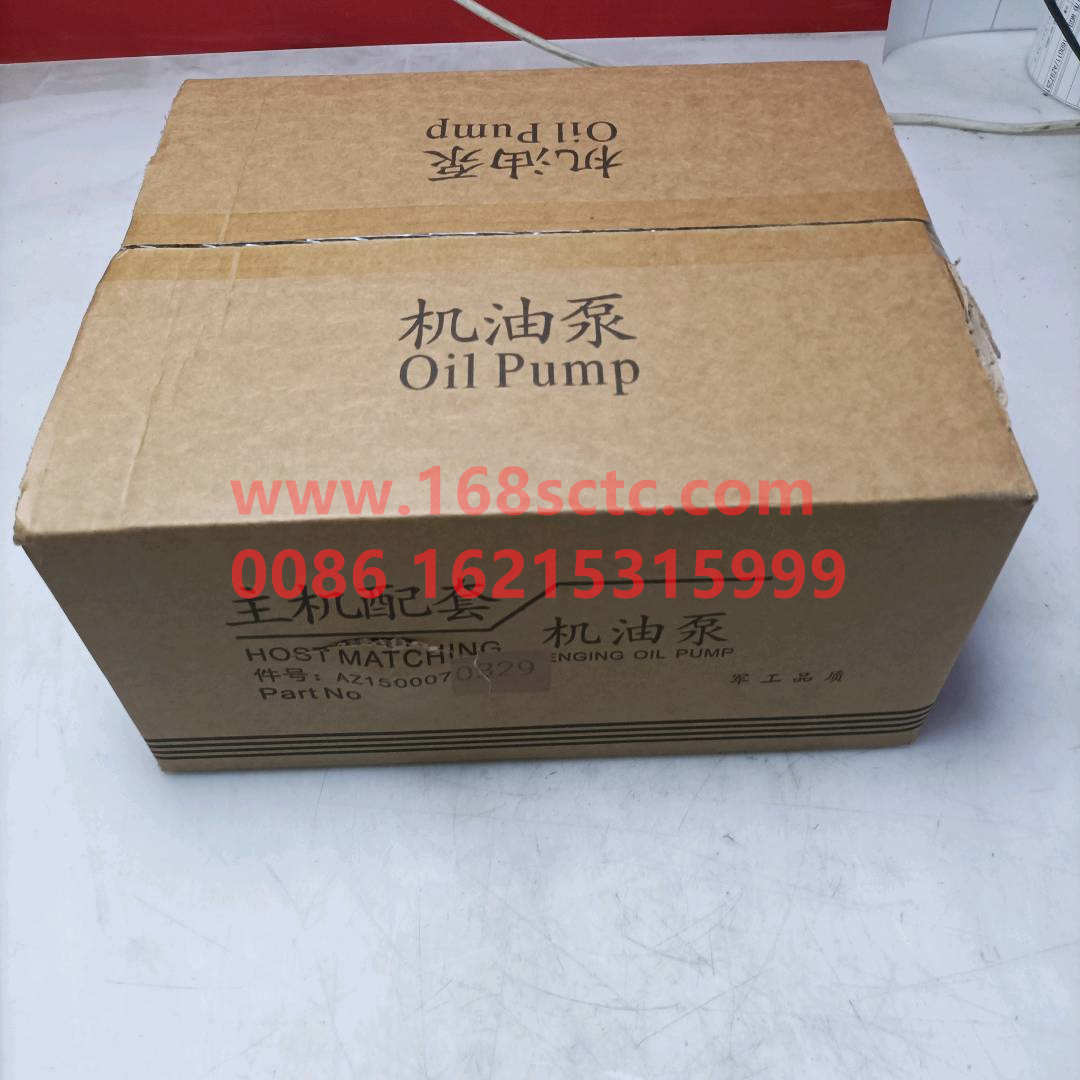 机油泵
Oil Pump
机油泵
Oil Pump
www.168sctc.com
0086 16215315999
主机配套
HOST MATCHING
机油泵
ENGING OIL PUMP
件号: AZ1500070329
Part No
军工品质